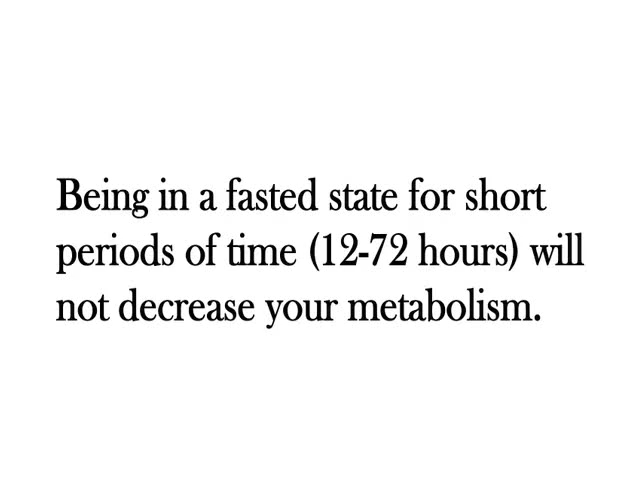 Being in a fasted state for short
periods of time (12-72 hours) will
not decrease your metabolism.